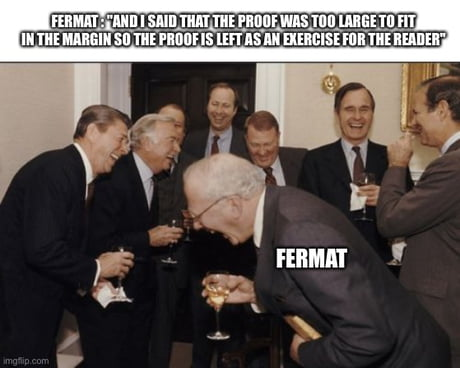 FERMAT : "AND I SAID THAT THE PROOF WAS TOO LARGE TO FIT
IN THE MARGIN SO THE PROOF IS LEFT AS AN EXERCISE FOR THE READER"
FERMAT
imgflip.com